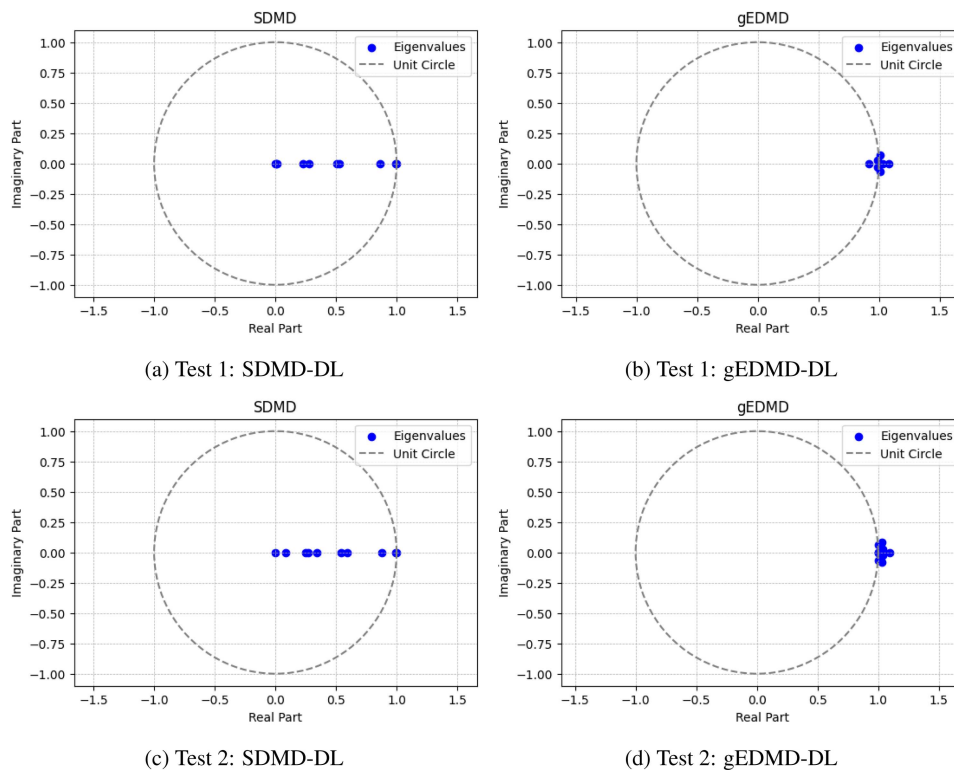 SDMD
Eigenvalues
Unit Circle
1.00
0.75
0.50
0.25
0.00
−0.25
−0.50
−0.75
−1.00
Imaginary Part
−1.5 −1.0 −0.5 0.0 0.5 1.0 1.5
Real Part
(a) Test 1: SDMD-DL
gEDMD
Eigenvalues
Unit Circle
1.00
0.75
0.50
0.25
0.00
−0.25
−0.50
−0.75
−1.00
Imaginary Part
−1.5 −1.0 −0.5 0.0 0.5 1.0 1.5
Real Part
(b) Test 1: gEDMD-DL
SDMD
Eigenvalues
Unit Circle
1.00
0.75
0.50
0.25
0.00
−0.25
−0.50
−0.75
−1.00
Imaginary Part
−1.5 −1.0 −0.5 0.0 0.5 1.0 1.5
Real Part
(c) Test 2: SDMD-DL
gEDMD
Eigenvalues
Unit Circle
1.00
0.75
0.50
0.25
0.00
−0.25
−0.50
−0.75
−1.00
Imaginary Part
−1.5 −1.0 −0.5 0.0 0.5 1.0 1.5
Real Part
(d) Test 2: gEDMD-DL